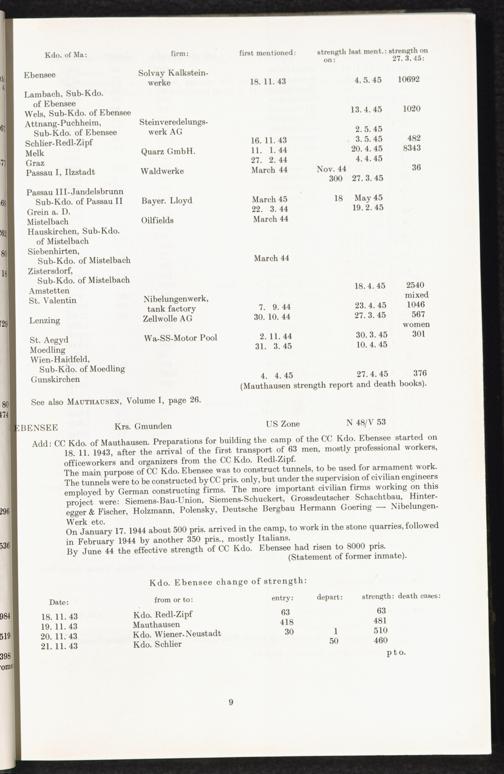 Kdo. of Ma: firm: first mentioned: strength last ment.: strength on
on: 27. 3. 45:
Ebensee Solvay Kalkstein-
werke 18. 11. 43 4. 5. 45 10692
Lambach, Sub-Kdo.
of Ebensee
Wels, Sub-Kdo. of Ebensee 13. 4. 45 1020
Attnang-Puchheim, Steinveredelungs-
Sub-Kdo. of Ebensee werk AG 2. 5. 45
Schlier-Redl-Zipf 16. 11. 43 3. 5. 45 482
Melk Quarz GmbH. 11. 1. 44 20. 4. 45 8343
Graz 27. 2. 44 4. 4. 45
Passau I, Ilzstadt Waldwerke March 44 Nov. 44 36
300 27. 3. 45
Passau III-Jandelsbrunn
Sub-Kdo. of Passau II Bayer. Lloyd March 45 18 May 45
Grein a. D. 22. 3. 44 19. 2. 45
Mistelbach Oilfields March 44
Hauskirchen, Sub-Kdo.
of Mistelbach
Siebenhirten,
Sub-Kdo. of Mistelbach March 44
Zistersdorf,
Sub-Kdo. of Mistelbach
Amstetten 18. 4. 45 2540
mixed
St. Valentin Nibelungenwerk,
tank factory 7. 9. 44 23. 4. 45 1046
Lenzing Zellwolle AG 30. 10. 44 27. 3. 45 567
women
St. Aegyd Wa-SS-Motor Pool 2. 11. 44 30. 3. 45 301
Moedling 31. 3. 45 10. 4. 45
Wien-Haidfeld,
Sub-Kdo. of Moedling
Gunskirchen 4. 4. 45 27. 4. 45 376
(Mauthausen strength report and death books).
See also MAUTHAUSEN, Volume I, page 26.
EBENSEE Krs. Gmunden US Zone N 48/V 53
Add: CC Kdo. of Mauthausen. Preparations for building the camp of the CC Kdo. Ebensee started on
18. 11. 1943, after the arrival of the first transport of 63 men, mostly professional workers,
officeworkers and organizers from the CC Kdo. Redl-Zipf.
The main purpose of CC Kdo. Ebensee was to construct tunnels, to be used for armament work.
The tunnels were to be constructed by CC pris. only, but under the supervision of civilian engineers
employed by German constructing firms. The more important civilian firms working on this
project were: Siemens-Bau-Union, Siemens-Schuckert, Grossdeutscher Schachtbau, Hinter-
egger & Fischer, Holzmann, Polensky, Deutsche Bergbau Hermann Goering — Nibelungen-
Werk etc.
On January 17. 1944 about 500 pris. arrived in the camp, to work in the stone quarries, followed
in February 1944 by another 350 pris., mostly Italians.
By June 44 the effective strength of CC Kdo. Ebensee had risen to 8000 pris.
(Statement of former inmate).
Kdo. Ebensee change of strength:
Date: from or to: entry: depart: strength: death cases:
18. 11. 43 Kdo. Redl-Zipf 63 63
19. 11. 43 Mauthausen 418 481
20. 11. 43 Kdo. Wiener-Neustadt 30 1 510
21. 11. 43 Kdo. Schlier 50 460
pto.
9